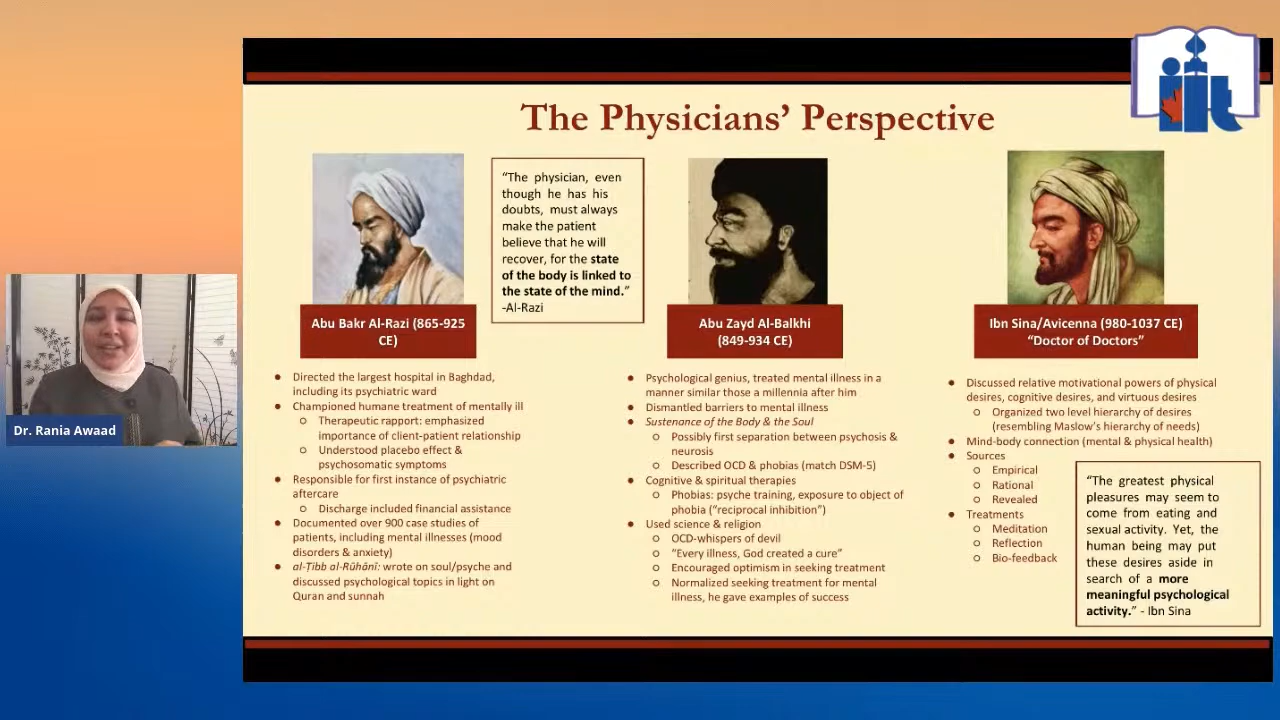 The Physicians’ Perspective
iiit
“The physician, even
though he has his
doubts, must always
make the patient
believe that he will
recover, for the state
of the body is linked to
the state of the mind.”
-Al-Razi
Abu Bakr Al-Razi (865-925
CE)
● Directed the largest hospital in Baghdad,
including its psychiatric ward
● Championed humane treatment of mentally ill
○ Therapeutic rapport: emphasized
importance of client-patient relationship
○ Understood placebo effect &
psychosomatic symptoms
● Responsible for first instance of psychiatric
aftercare
○ Discharge included financial assistance
● Documented over 900 case studies of
patients, including mental illnesses (mood
disorders & anxiety)
● al-Ṭibb al-Rūhānī: wrote on soul/psyche and
discussed psychological topics in light on
Quran and sunnah
Abu Zayd Al-Balkhi
(849-934 CE)
● Psychological genius, treated mental illness in a
manner similar those a millennia after him
● Dismantled barriers to mental illness
● Sustenance of the Body & the Soul
○ Possibly first separation between psychosis &
neurosis
○ Described OCD & phobias (match DSM-5)
● Cognitive & spiritual therapies
○ Phobias: psyche training, exposure to object of
phobia (“reciprocal inhibition”)
● Used science & religion
○ OCD-whispers of devil
○ “Every illness, God created a cure”
○ Encouraged optimism in seeking treatment
○ Normalized seeking treatment for mental
illness, he gave examples of success
Ibn Sina/Avicenna (980-1037 CE)
“Doctor of Doctors”
● Discussed relative motivational powers of physical
desires, cognitive desires, and virtuous desires
○ Organized two level hierarchy of desires
(resembling Maslow’s hierarchy of needs)
● Mind-body connection (mental & physical health)
● Sources
○ Empirical
○ Rational
○ Revealed
● Treatments
○ Meditation
○ Reflection
○ Bio-feedback
“The greatest physical
pleasures may seem to
come from eating and
sexual activity. Yet, the
human being may put
these desires aside in
search of a more
meaningful psychological
activity.” - Ibn Sina
Dr. Rania Awaad